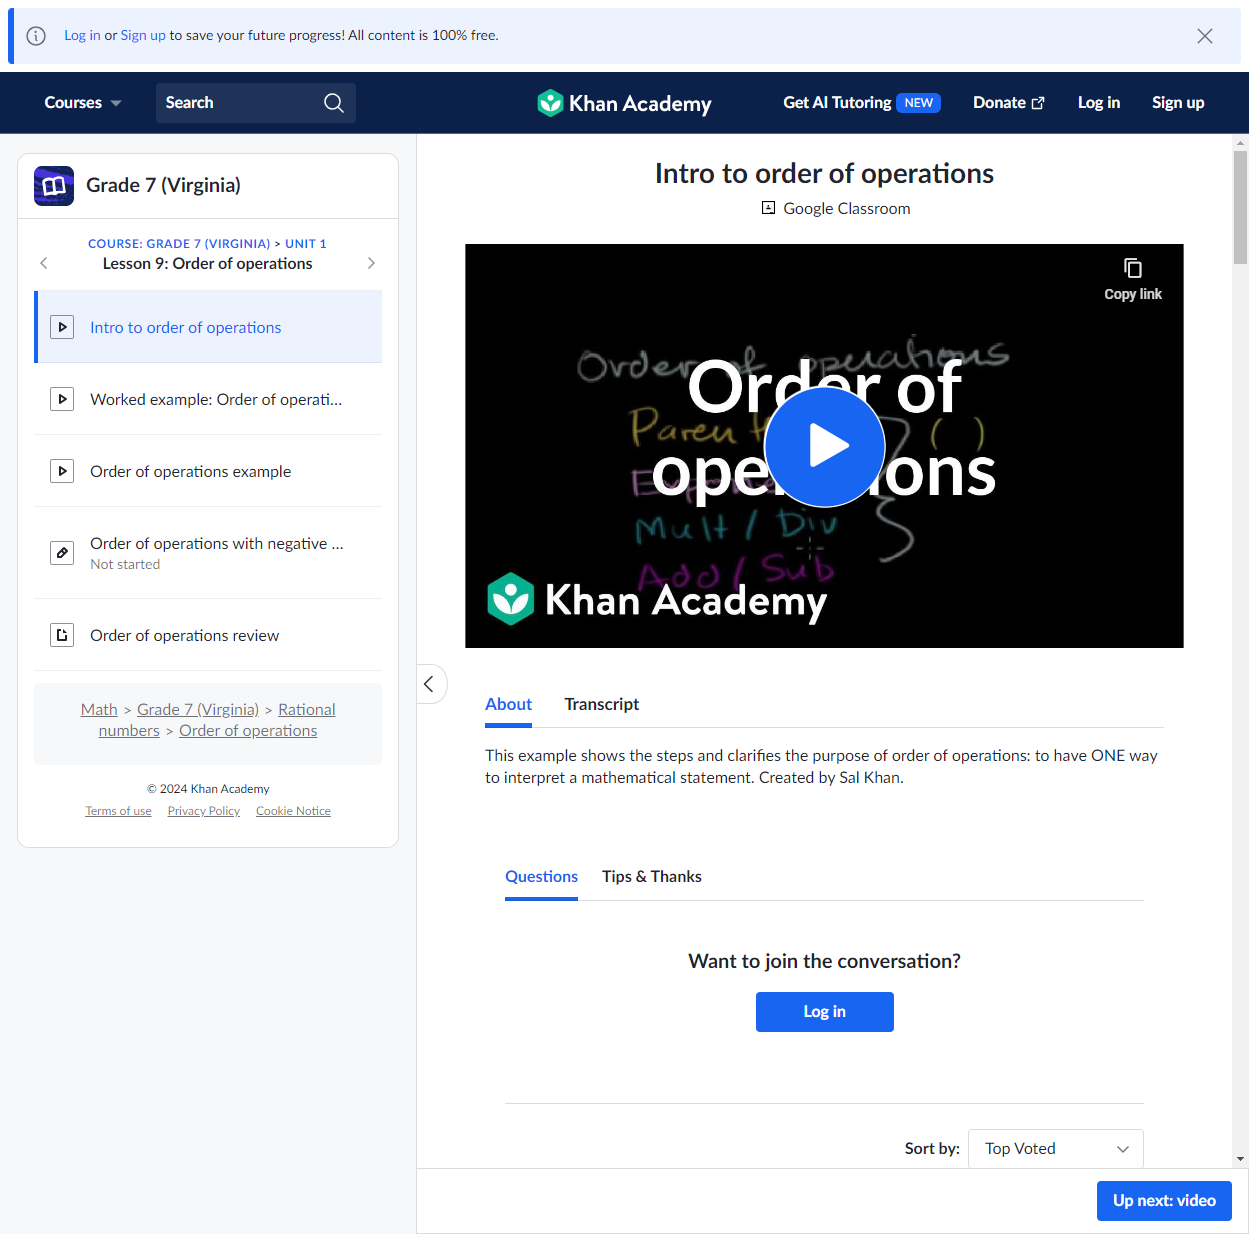 Log in or Sign up to save your future progress! All content is 100% free.
Courses
Search
Khan Academy
Get AI Tutoring NEW
Donate
Log in
Sign up
Grade 7 (Virginia)
COURSE: GRADE 7 (VIRGINIA) > UNIT 1
Lesson 9: Order of operations
Intro to order of operations
Worked example: Order of operati...
Order of operations example
Order of operations with negative ...
Not started
Order of operations review
Math > Grade 7 (Virginia) > Rational
numbers > Order of operations
© 2024 Khan Academy
Terms of use Privacy Policy Cookie Notice
Intro to order of operations
Google Classroom
Copy link
Order of operations
Order of
operations
Mult / Div
Add / Sub
Khan Academy
About
Transcript
This example shows the steps and clarifies the purpose of order of operations: to have ONE way
to interpret a mathematical statement. Created by Sal Khan.
Questions
Tips & Thanks
Want to join the conversation?
Log in
Sort by: Top Voted
Up next: video